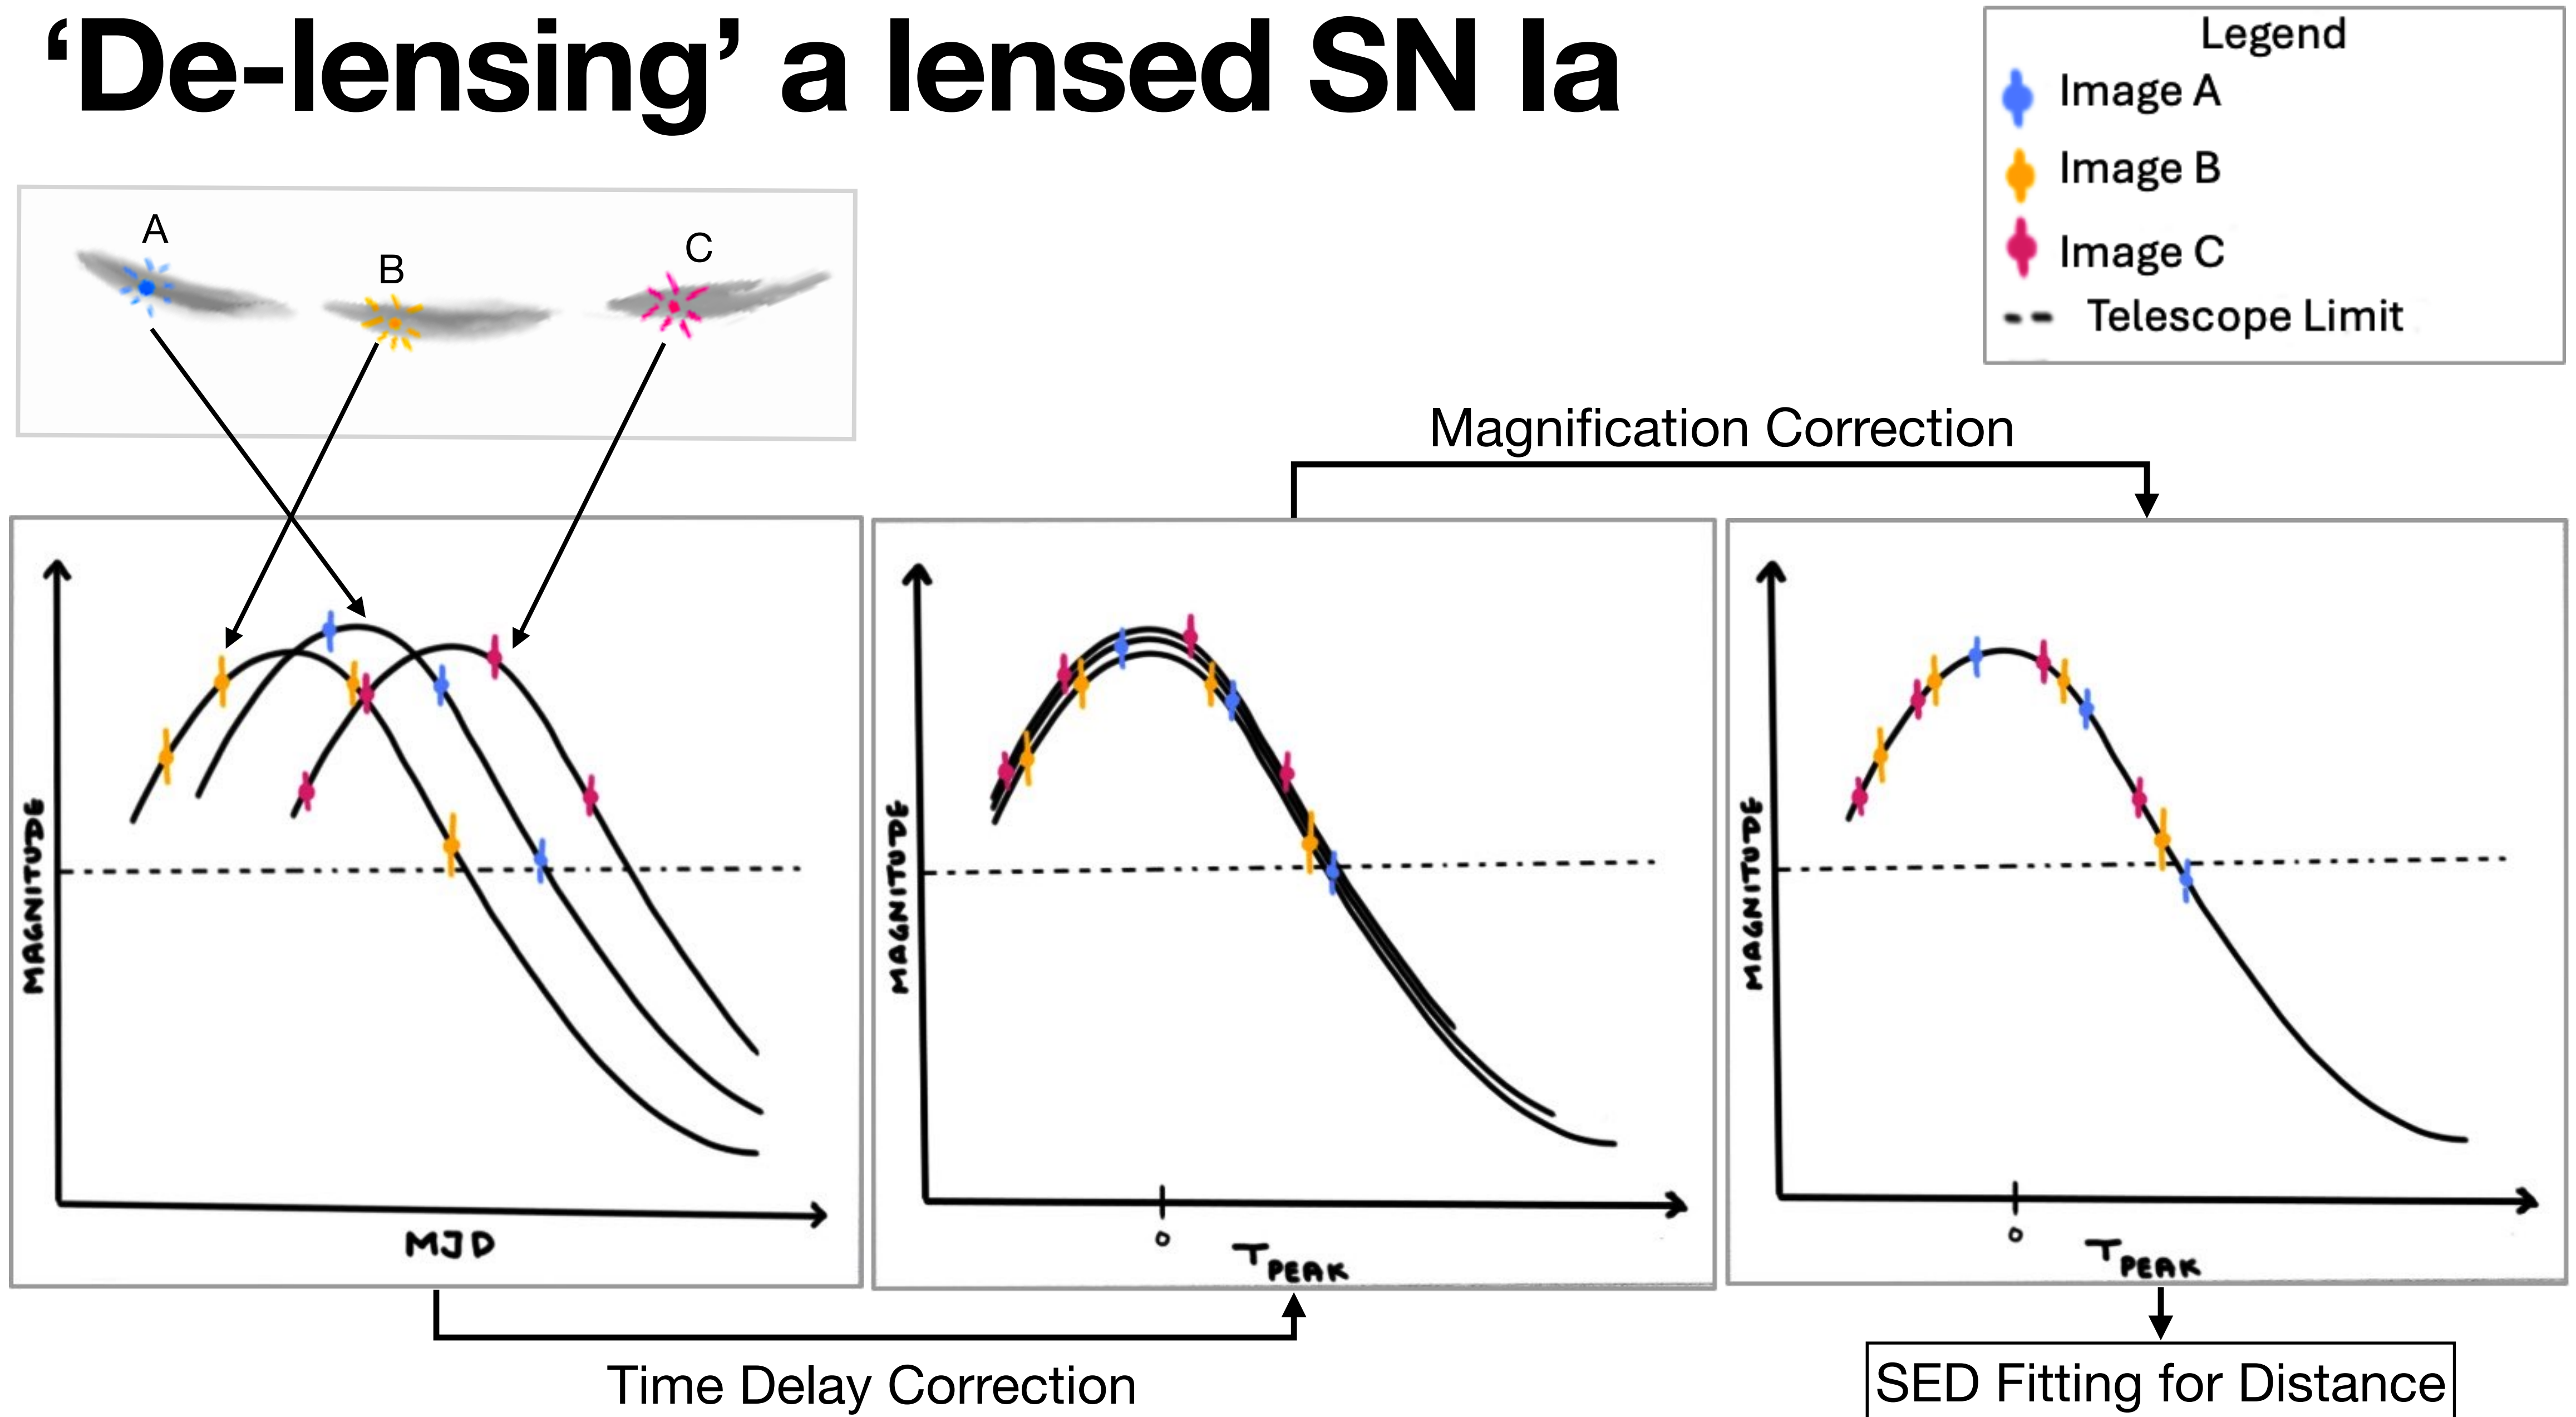 ‘De-lensing’ a lensed SN Ia
Legend
Image A
Image B
Image C
Telescope Limit
A
B
C
Magnification Correction
MAGNITUDE
MJD
MAGNITUDE
0
TPEAK
MAGNITUDE
0
TPEAK
Time Delay Correction
SED Fitting for Distance